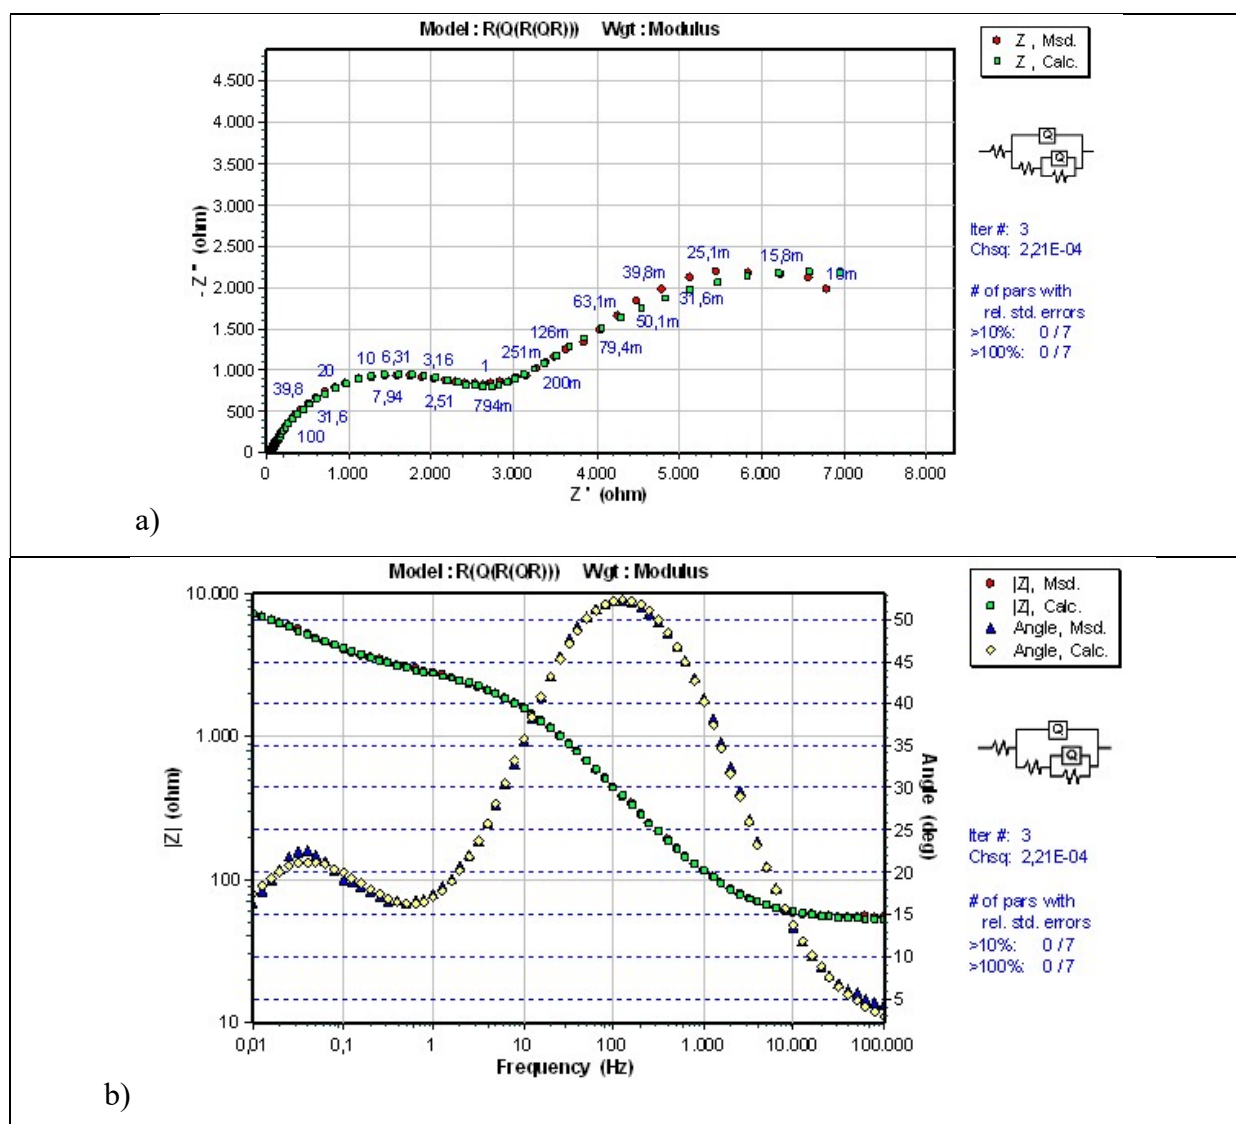 Model : R(Q(R(QR))) Wgt : Modulus
Z , Msd.
Z , Calc.
4.500
4.000
3.500
3.000
2.500
2.000
1.500
1.000
500
0
- Z '' (ohm)
25,1m 15,8m
39,8m 10m
63,1m 31,6m
126m 50,1m
251m 79,4m
1 200m
10 6,31 3,16
20
39,8 7,94 2,51 794m
31,6
100
0 1.000 2.000 3.000 4.000 5.000 6.000 7.000 8.000
Z ' (ohm)
Q
Q
Iter #: 3
Chsq: 2,21E-04
# of pars with
rel. std. errors
>10%: 0 / 7
>100%: 0 / 7
a)
Model : R(Q(R(QR))) Wgt : Modulus
|Z|, Msd.
|Z|, Calc.
Angle, Msd.
Angle, Calc.
10.000
1.000
100
10
|Z| (ohm)
50
45
40
35
30
25
20
15
10
5
Angle (deg)
0,01 0,1 1 10 100 1.000 10.000 100.000
Frequency (Hz)
Q
Q
Iter #: 3
Chsq: 2,21E-04
# of pars with
rel. std. errors
>10%: 0 / 7
>100%: 0 / 7
b)